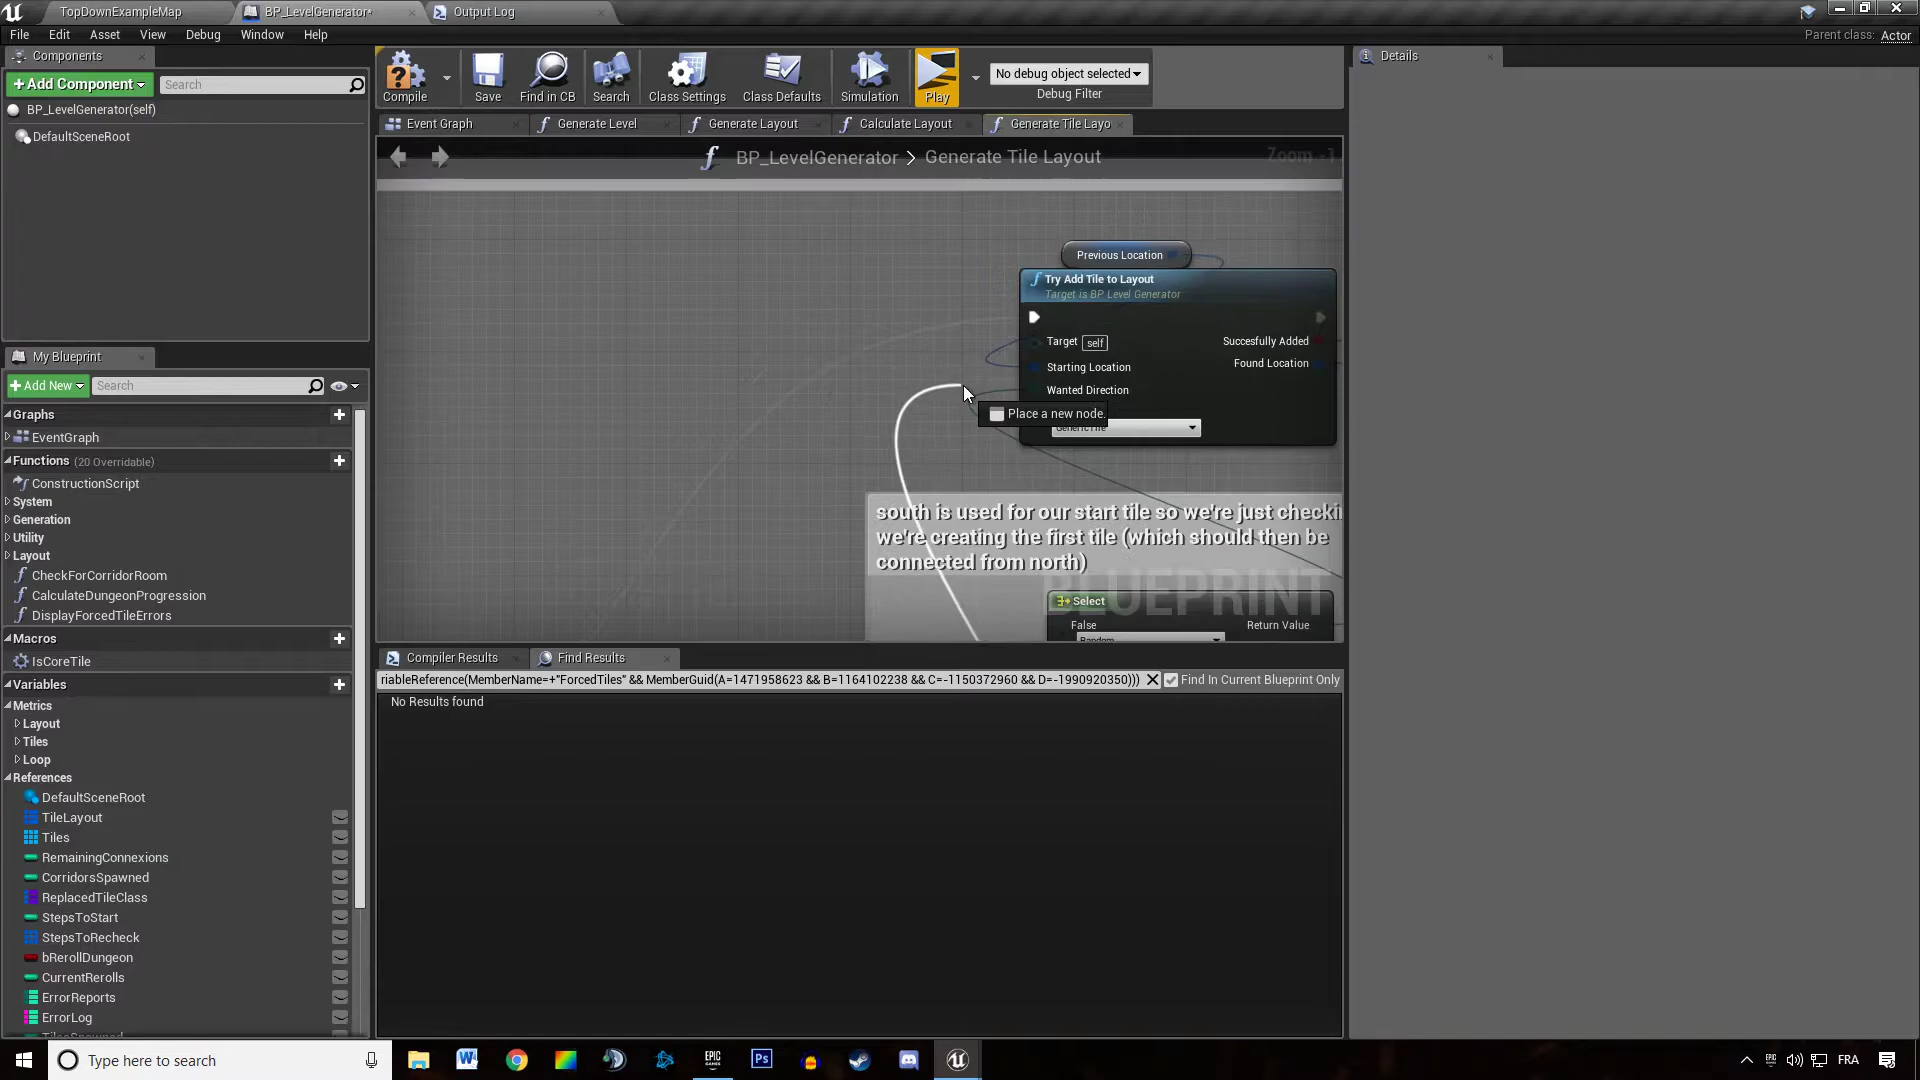 TopDownExampleMap
BP_LevelGenerator*
Output Log
File Edit Asset View Debug Window Help
Parent class: Actor
Components
+Add Component
Search
BP_LevelGenerator(self)
DefaultSceneRoot
My Blueprint
+Add New
Search
Graphs
EventGraph
Functions (20 Overridable)
ConstructionScript
System
Generation
Utility
Layout
CheckForCorridorRoom
CalculateDungeonProgression
DisplayForcedTileErrors
Macros
IsCoreTile
Variables
Metrics
Layout
Tiles
Loop
References
DefaultSceneRoot
TileLayout
Tiles
RemainingConnexions
CorridorsSpawned
ReplacedTileClass
StepsToStart
StepsToRecheck
bRerollDungeon
CurrentRerolls
ErrorReports
ErrorLog
Compile
Save
Find in CB
Search
Class Settings
Class Defaults
Simulation
Play
No debug object selected
Debug Filter
Event Graph
Generate Level
Generate Layout
Calculate Layout
Generate Tile Layo
BP_LevelGenerator > Generate Tile Layout
Zoom -1
Previous Location
Try Add Tile to Layout
Target is BP Level Generator
Target self
Succesfully Added
Starting Location
Found Location
Wanted Direction
Place a new node.
GenericTile
south is used for our start tile so we're just checki
we're creating the first tile (which should then be
connected from north)
BLUEPRINT
Select
False
Return Value
Random
Compiler Results
Find Results
riableReference(MemberName=+"ForcedTiles" && MemberGuid(A=1471958623 && B=1164102238 && C=-1150372960 && D=-1990920350)))
Find In Current Blueprint Only
No Results found
Details
Type here to search
EPIC GAMES
Ps
FRA